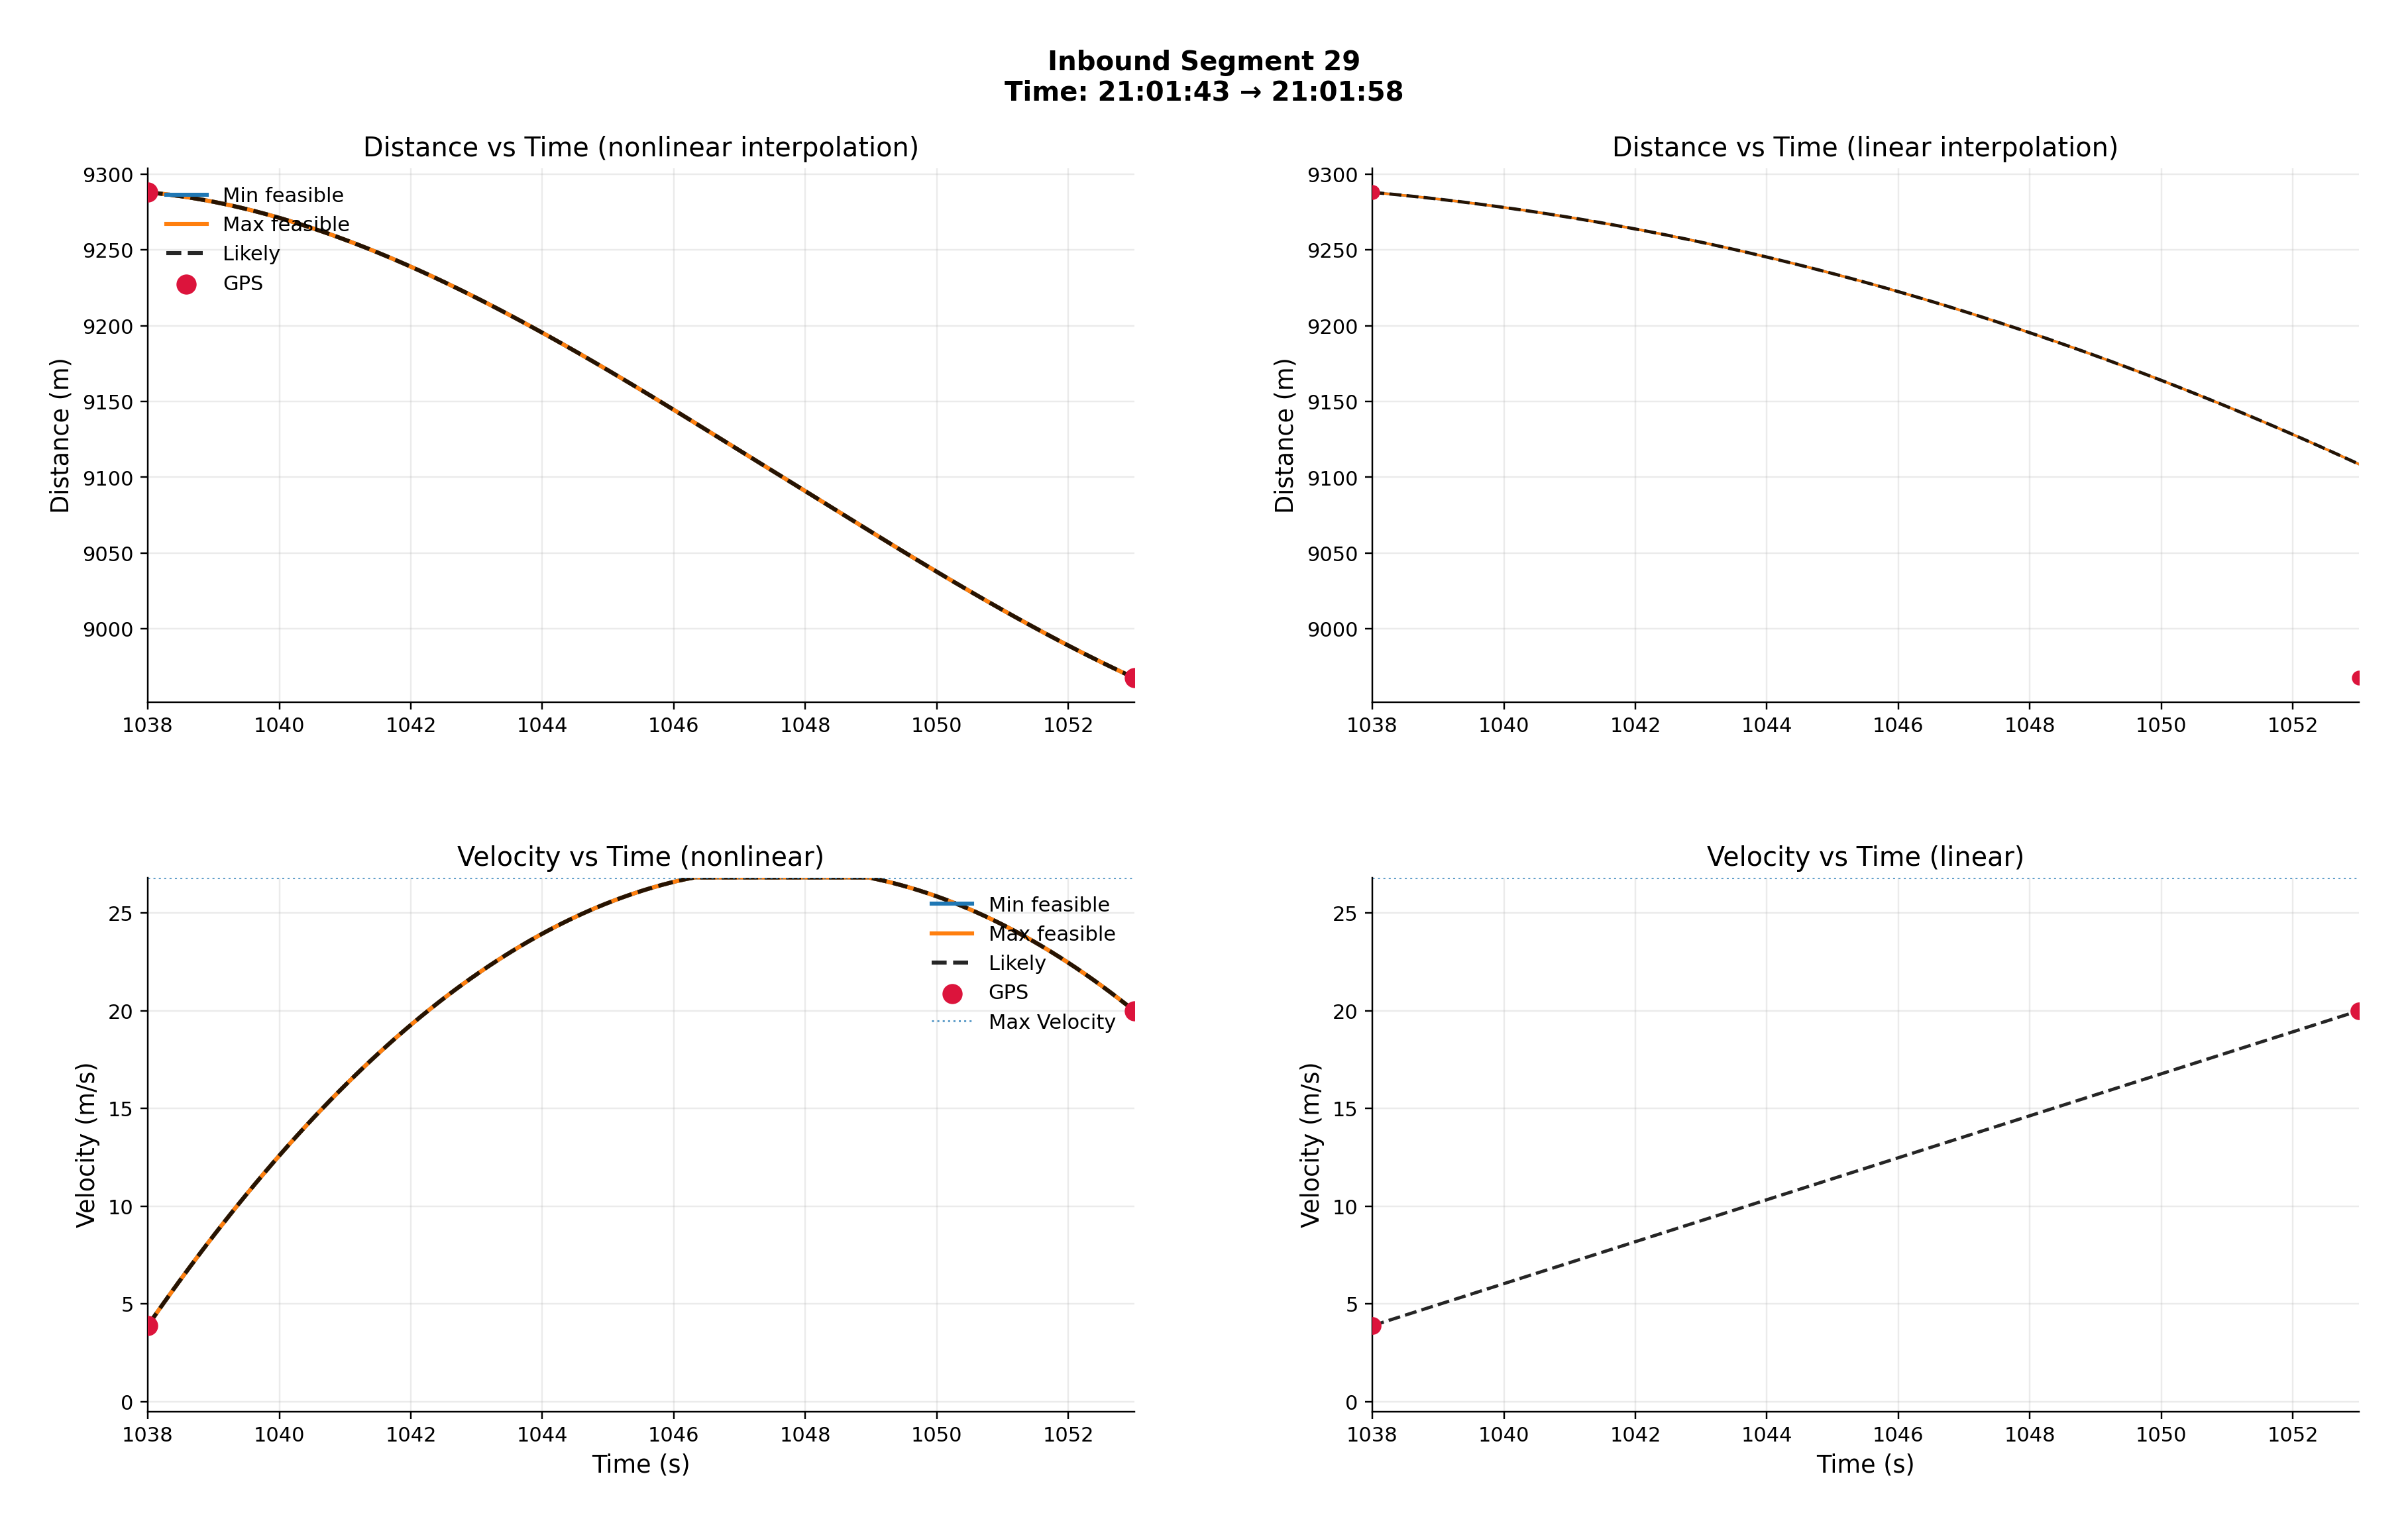 Inbound Segment 29
Time: 21:01:43 → 21:01:58
Distance vs Time (nonlinear interpolation)
Distance (m)
9300
9250
9200
9150
9100
9050
9000
Min feasible
Max feasible
Likely
GPS
1038 1040 1042 1044 1046 1048 1050 1052
Distance vs Time (linear interpolation)
Distance (m)
9300
9250
9200
9150
9100
9050
9000
1038 1040 1042 1044 1046 1048 1050 1052
Velocity vs Time (nonlinear)
Velocity (m/s)
25
20
15
10
5
0
Min feasible
Max feasible
Likely
GPS
Max Velocity
1038 1040 1042 1044 1046 1048 1050 1052
Time (s)
Velocity vs Time (linear)
Velocity (m/s)
25
20
15
10
5
0
1038 1040 1042 1044 1046 1048 1050 1052
Time (s)